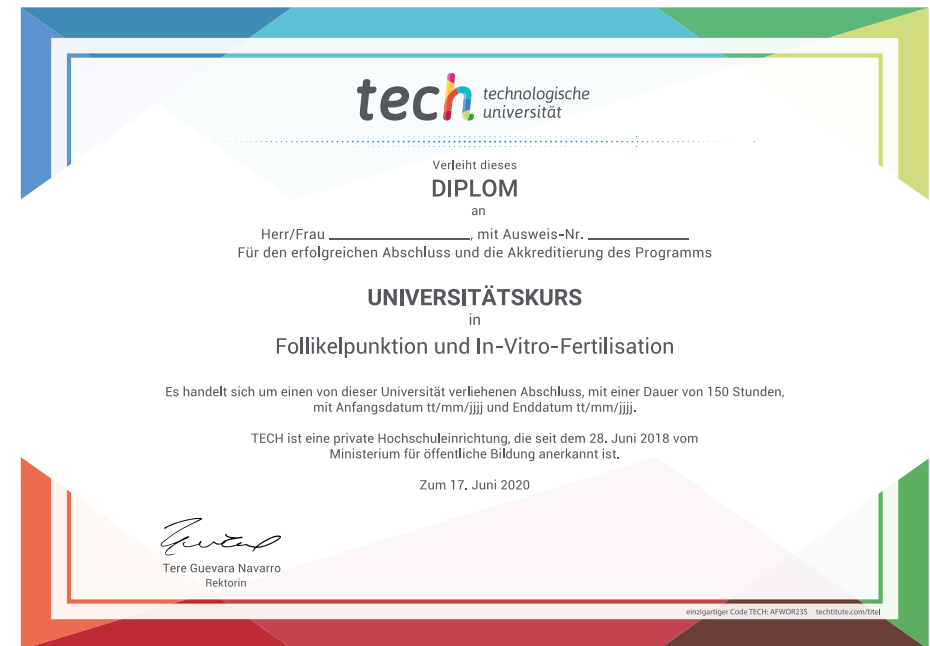 tech technologische
universität
Verleiht dieses
DIPLOM
an
Herr/Frau ____________, mit Ausweis-Nr. ____________
Für den erfolgreichen Abschluss und die Akkreditierung des Programms
UNIVERSITÄTSKURS
in
Follikelpunktion und In-Vitro-Fertilisation
Es handelt sich um einen von dieser Universität verliehenen Abschluss, mit einer Dauer von 150 Stunden,
mit Anfangsdatum tt/mm/jjjj und Enddatum tt/mm/jjjj.
TECH ist eine private Hochschuleinrichtung, die seit dem 28. Juni 2018 vom
Ministerium für öffentliche Bildung anerkannt ist.
Zum 17. Juni 2020
Tere Guevara Navarro
Rektorin
einzigartiger Code TECH: AFWOR23S techtitute.com/titel